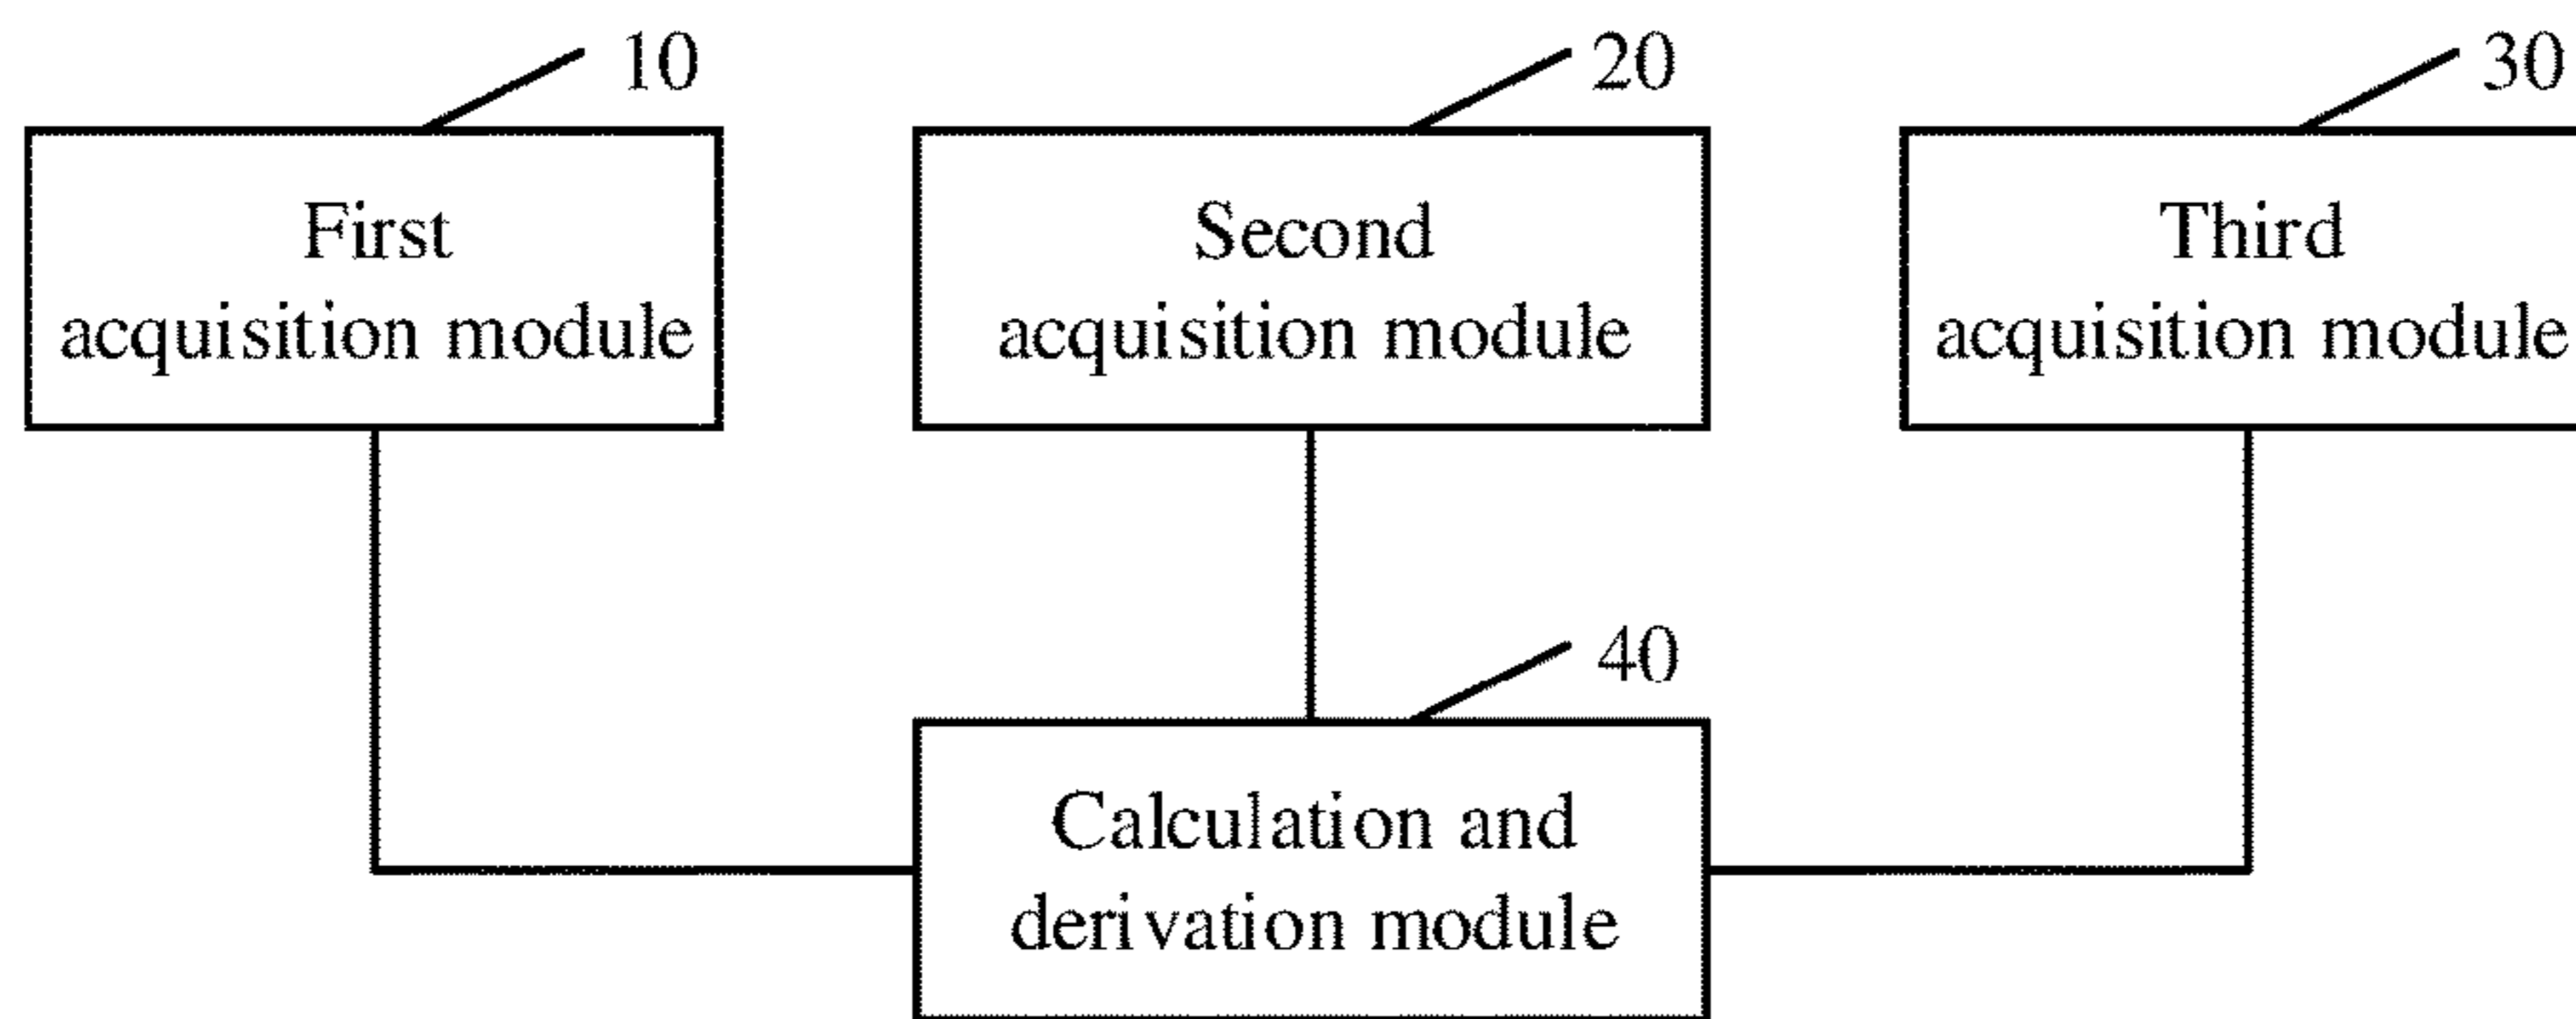 10
20
30
First
acquisition module
Second
acquisition module
Third
acquisition module
40
Calculation and
derivation module